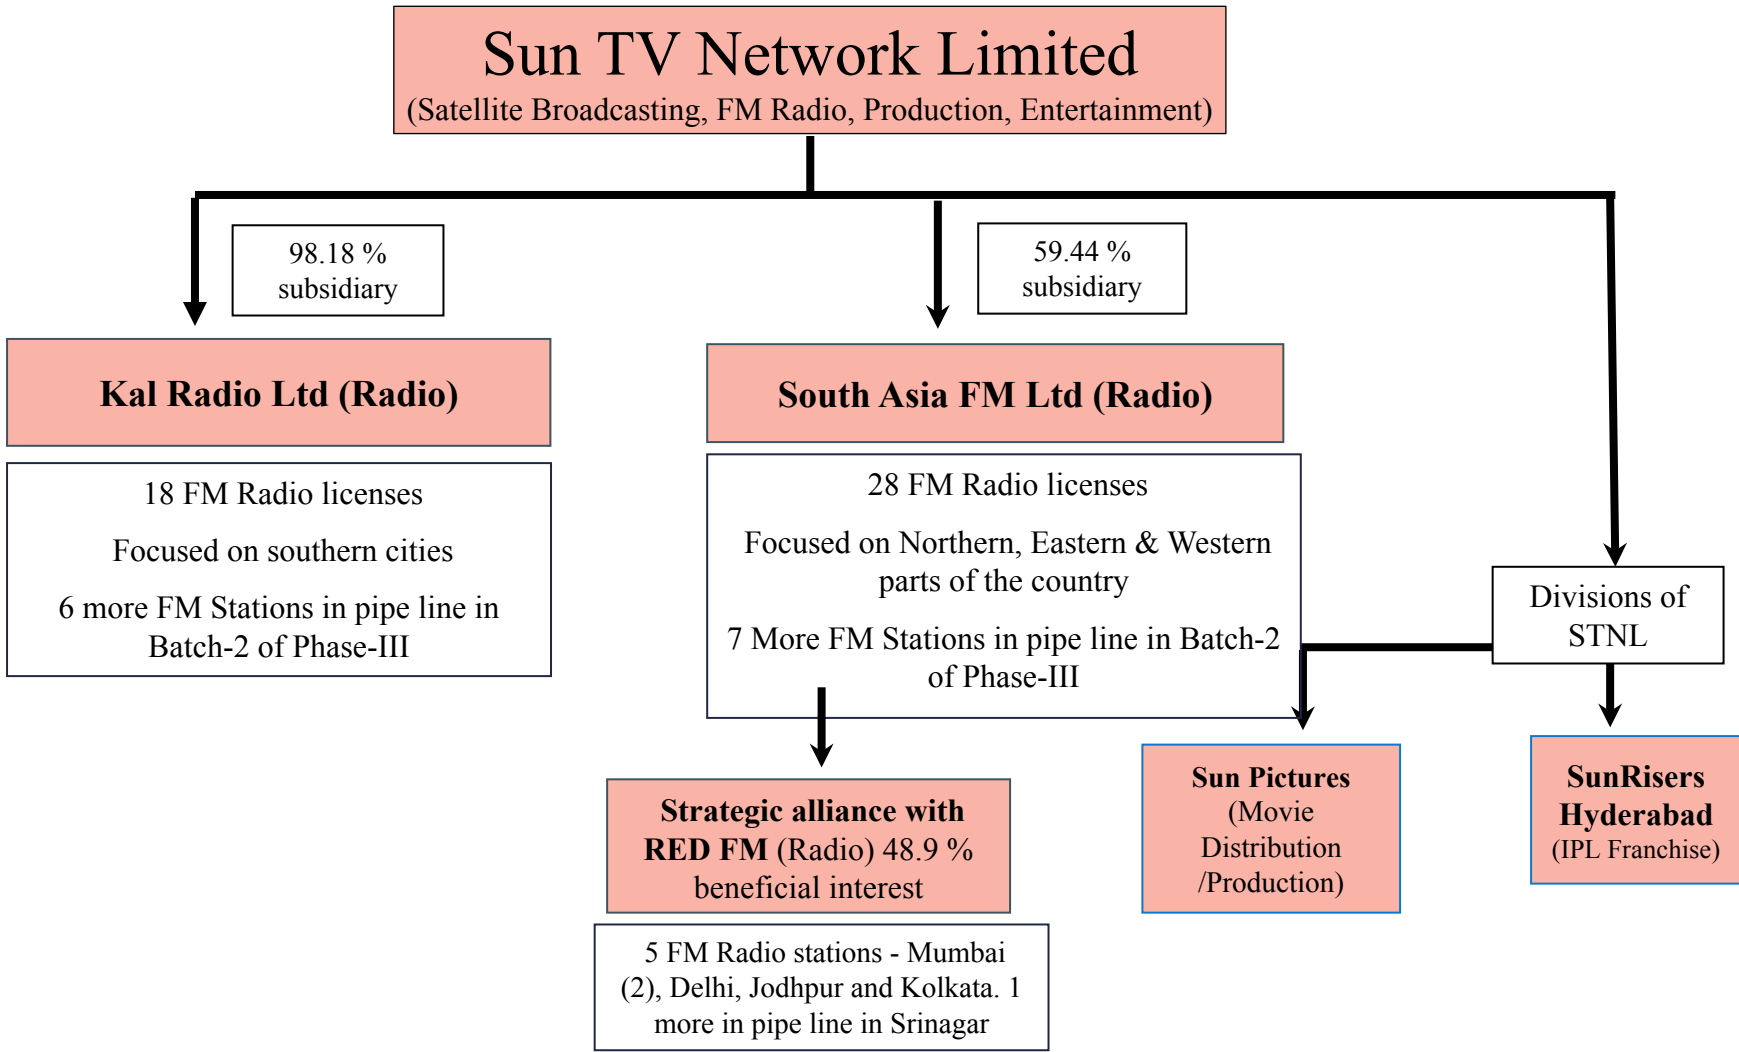 Sun TV Network Limited
(Satellite Broadcasting, FM Radio, Production, Entertainment)
98.18 %
subsidiary
59.44 %
subsidiary
Kal Radio Ltd (Radio)
South Asia FM Ltd (Radio)
18 FM Radio licenses
Focused on southern cities
6 more FM Stations in pipe line in
Batch-2 of Phase-III
28 FM Radio licenses
Focused on Northern, Eastern & Western
parts of the country
7 More FM Stations in pipe line in Batch-2
of Phase-III
Divisions of
STNL
Strategic alliance with
RED FM (Radio) 48.9 %
beneficial interest
5 FM Radio stations - Mumbai
(2), Delhi, Jodhpur and Kolkata. 1
more in pipe line in Srinagar
Sun Pictures
(Movie
Distribution
/Production)
SunRisers
Hyderabad
(IPL Franchise)